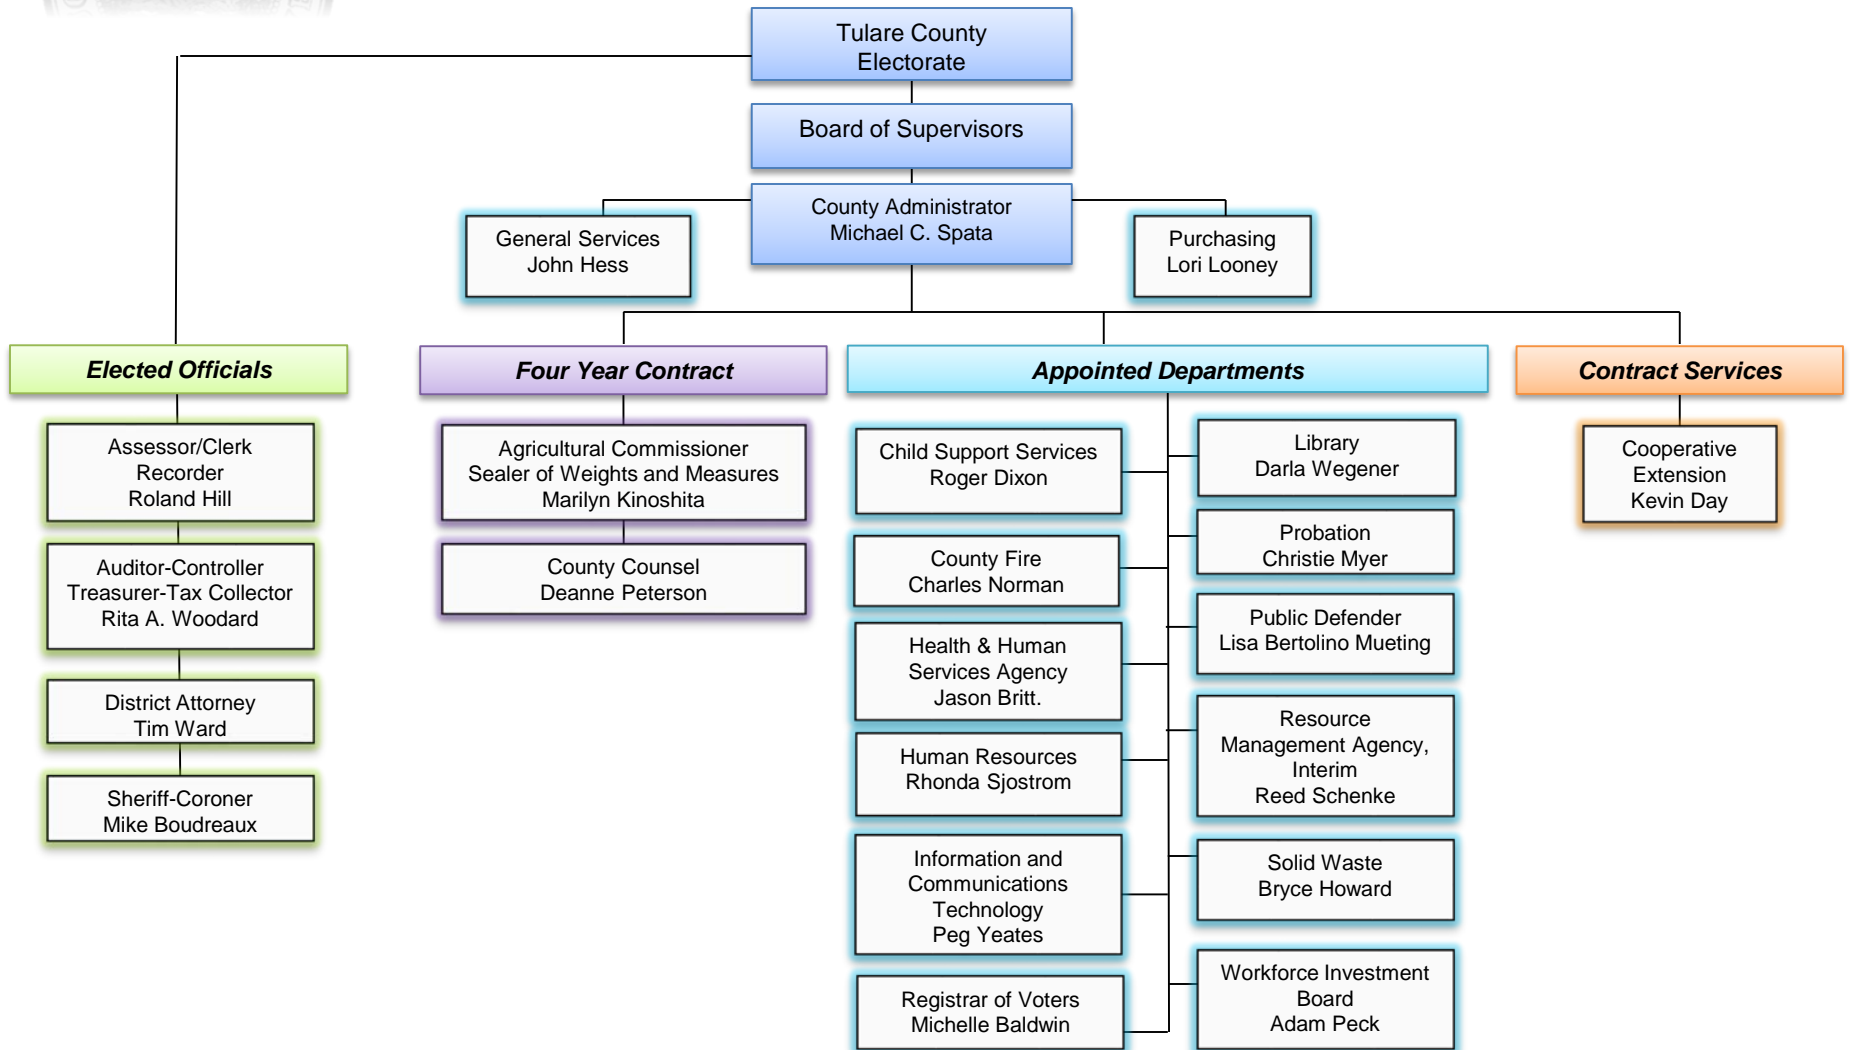 Tulare County
Electorate
Board of Supervisors
County Administrator
Michael C. Spata
General Services
John Hess
Purchasing
Lori Looney
Elected Officials
Assessor/Clerk
Recorder
Roland Hill
Auditor-Controller
Treasurer-Tax Collector
Rita A. Woodard
District Attorney
Tim Ward
Sheriff-Coroner
Mike Boudreaux
Four Year Contract
Agricultural Commissioner
Sealer of Weights and Measures
Marilyn Kinoshita
County Counsel
Deanne Peterson
Appointed Departments
Child Support Services
Roger Dixon
County Fire
Charles Norman
Health & Human
Services Agency
Jason Britt.
Human Resources
Rhonda Sjostrom
Information and
Communications
Technology
Peg Yeates
Registrar of Voters
Michelle Baldwin
Library
Darla Wegener
Probation
Christie Myer
Public Defender
Lisa Bertolino Mueting
Resource
Management Agency,
Interim
Reed Schenke
Solid Waste
Bryce Howard
Workforce Investment
Board
Adam Peck
Contract Services
Cooperative
Extension
Kevin Day